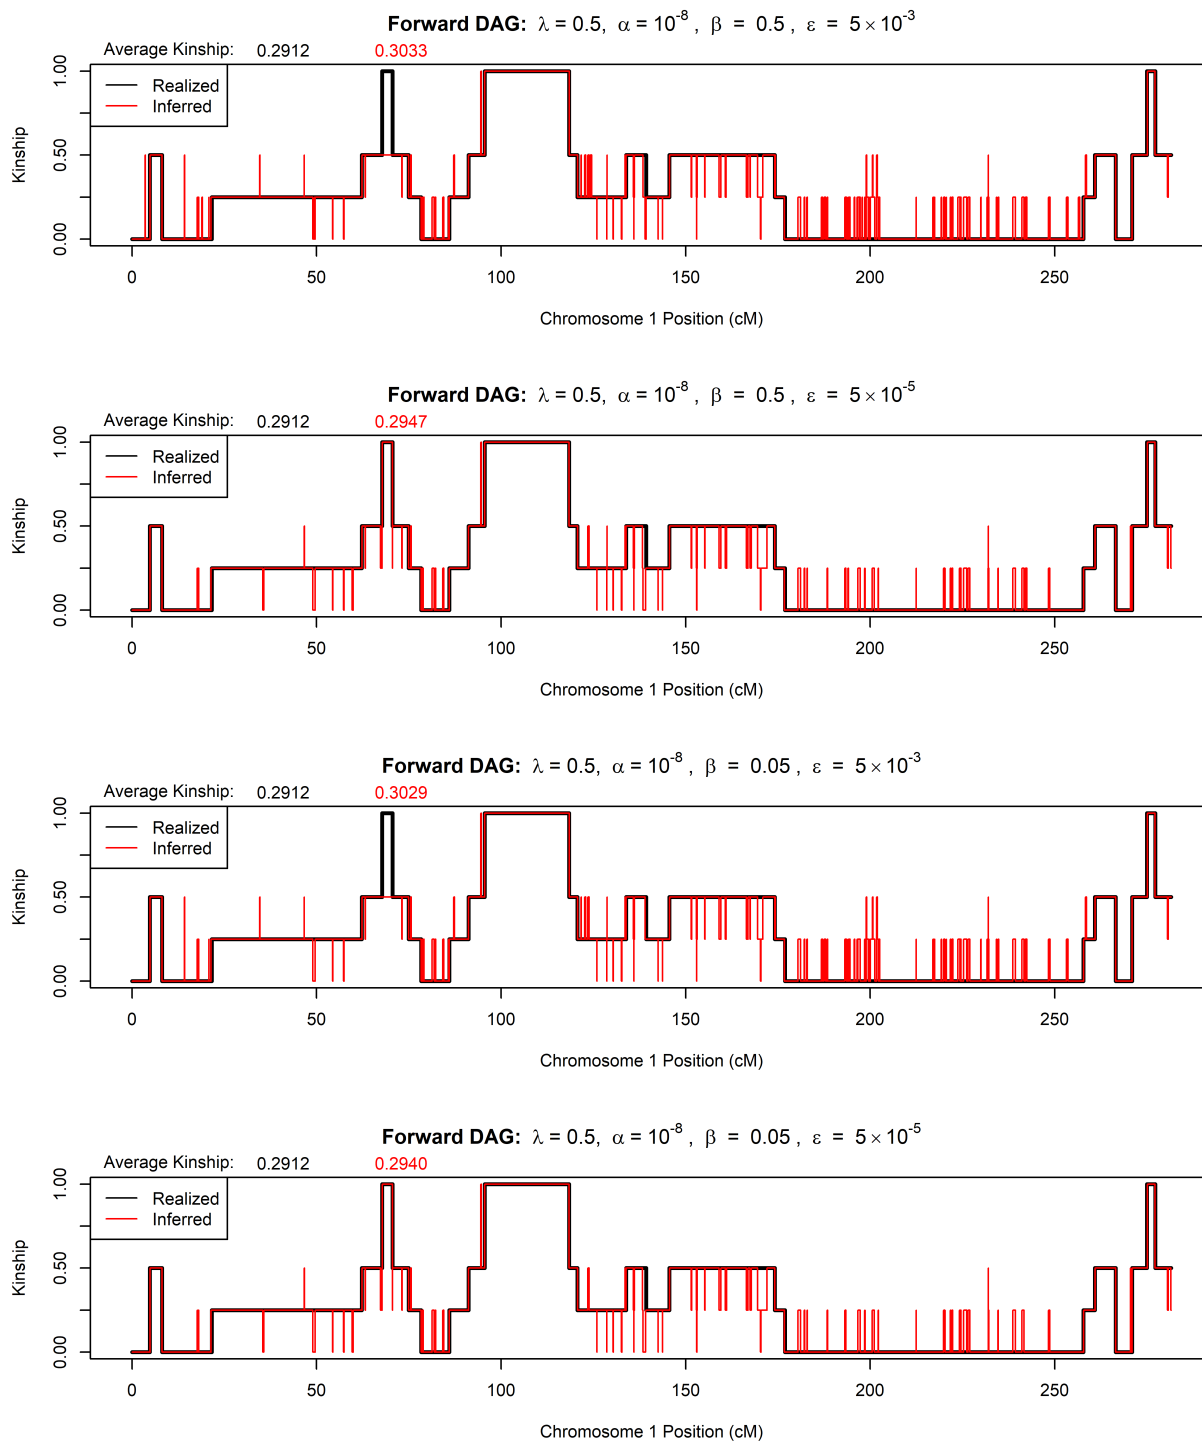 Forward DAG: λ = 0.5, α = 10^-8 , β = 0.5 , ε = 5 × 10^-3
Average Kinship: 0.2912 0.3033
Realized
Inferred
Kinship
1.00
0.50
0.00
0 50 100 150 200 250
Chromosome 1 Position (cM)
Forward DAG: λ = 0.5, α = 10^-8 , β = 0.5 , ε = 5 × 10^-5
Average Kinship: 0.2912 0.2947
Realized
Inferred
Kinship
1.00
0.50
0.00
0 50 100 150 200 250
Chromosome 1 Position (cM)
Forward DAG: λ = 0.5, α = 10^-8 , β = 0.05 , ε = 5 × 10^-3
Average Kinship: 0.2912 0.3029
Realized
Inferred
Kinship
1.00
0.50
0.00
0 50 100 150 200 250
Chromosome 1 Position (cM)
Forward DAG: λ = 0.5, α = 10^-8 , β = 0.05 , ε = 5 × 10^-5
Average Kinship: 0.2912 0.2940
Realized
Inferred
Kinship
1.00
0.50
0.00
0 50 100 150 200 250
Chromosome 1 Position (cM)